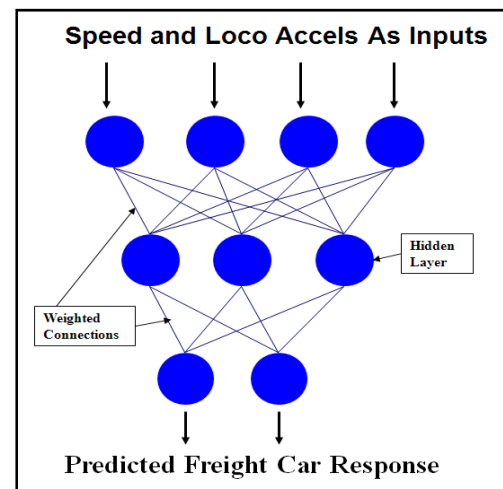 Speed and Loco Accels As Inputs
Hidden
Layer
Weighted
Connections
Predicted Freight Car Response